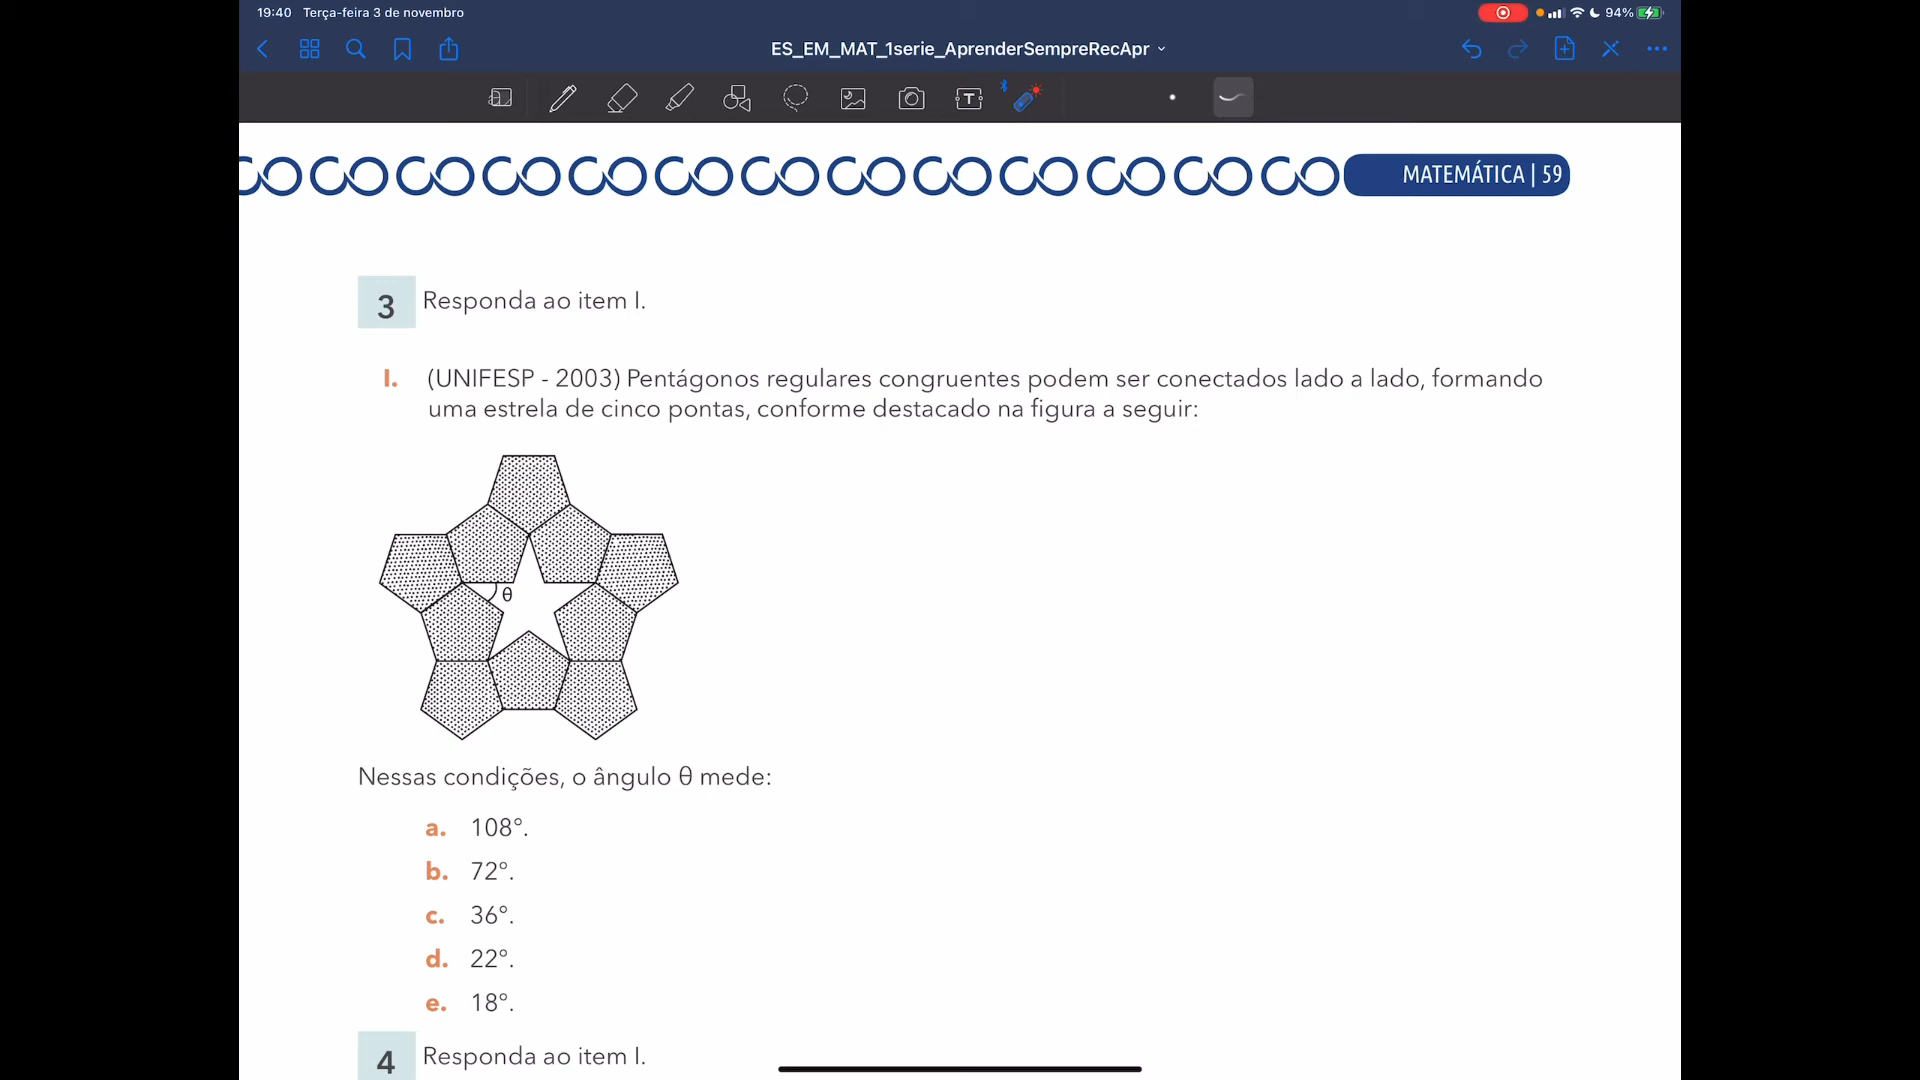 19:40 Terça-feira 3 de novembro
94%
ES_EM_MAT_1serie_AprenderSempreRecApr
T
MATEMÁTICA | 59
3 Responda ao item I.
I. (UNIFESP - 2003) Pentágonos regulares congruentes podem ser conectados lado a lado, formando
uma estrela de cinco pontas, conforme destacado na figura a seguir:
θ
Nessas condições, o ângulo θ mede:
a. 108°.
b. 72°.
c. 36°.
d. 22°.
e. 18°.
4 Responda ao item I.